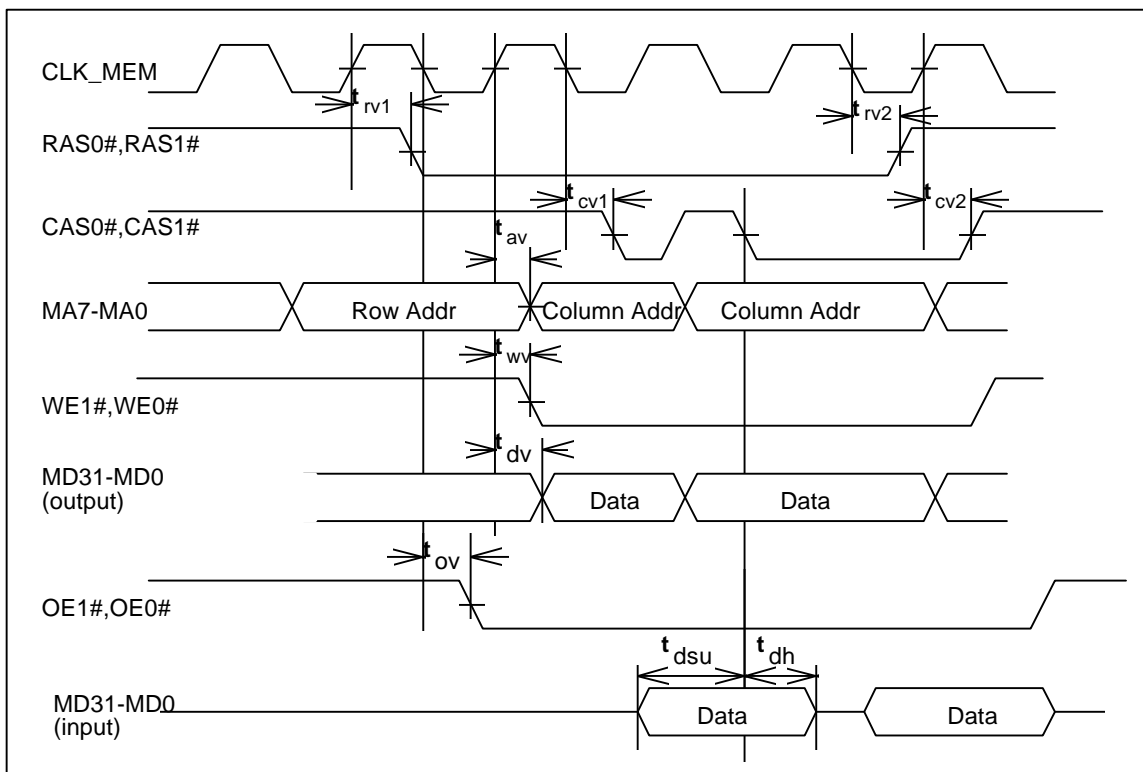 CLK_MEM
t rv1
t rv2
RAS0#,RAS1#
t cv1
t cv2
CAS0#,CAS1#
t av
MA7-MA0
Row Addr
Column Addr
Column Addr
t wv
WE1#,WE0#
t dv
MD31-MD0
(output)
Data
Data
t ov
OE1#,OE0#
t dsu
t dh
MD31-MD0
(input)
Data
Data